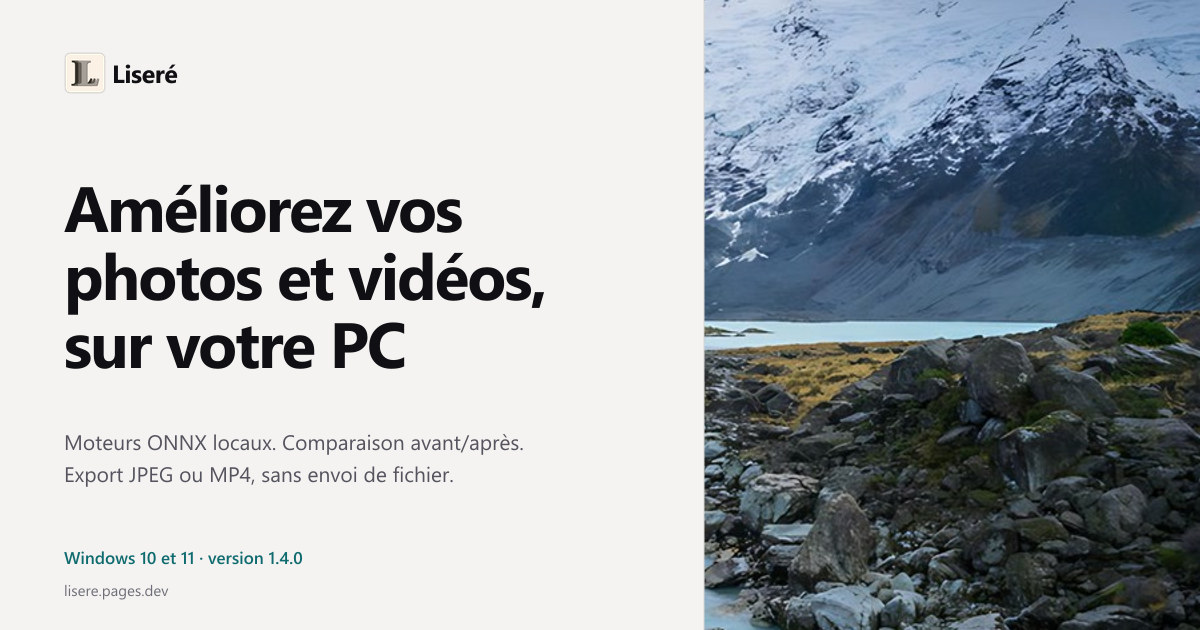 L Liseré
Améliorez vos
photos et vidéos,
sur votre PC
Moteurs ONNX locaux. Comparaison avant/après.
Export JPEG ou MP4, sans envoi de fichier.
Windows 10 et 11 · version 1.4.0
lisere.pages.dev